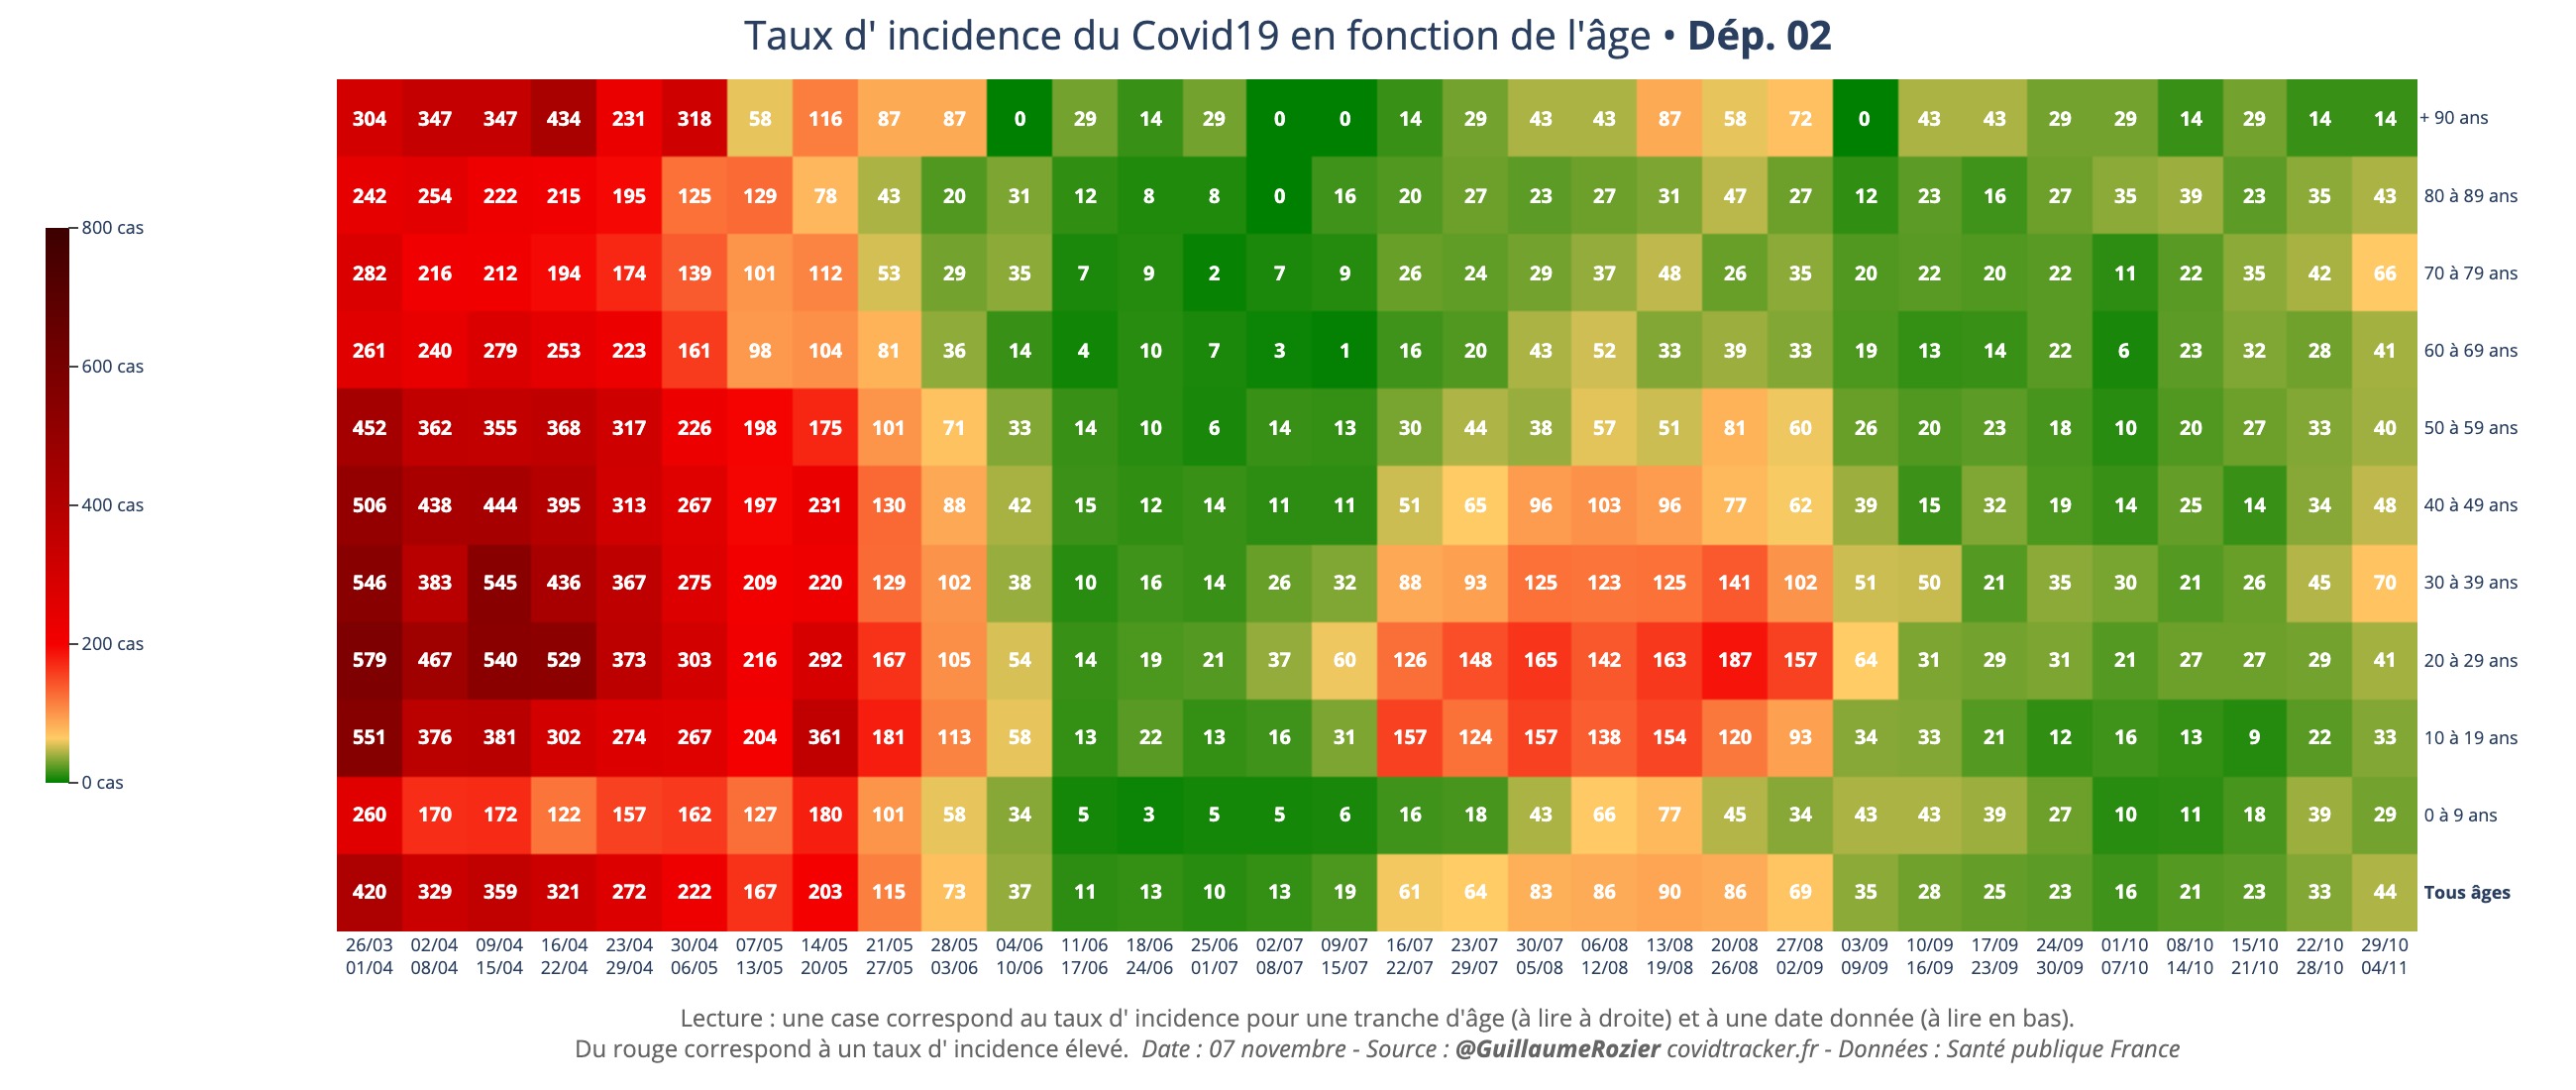 Taux d' incidence du Covid19 en fonction de l'âge • Dép. 02
304 347 347 434 231 318 58 116 87 87 0 29 14 29 0 0 14 29 43 43 87 58 72 0 43 43 29 29 14 29 14 14 + 90 ans
242 254 222 215 195 125 129 78 43 20 31 12 8 8 0 16 20 27 23 27 31 47 27 12 23 16 27 35 39 23 35 43 80 à 89 ans
800 cas
282 216 212 194 174 139 101 112 53 29 35 7 9 2 7 9 26 24 29 37 48 26 35 20 22 20 22 11 22 35 42 66 70 à 79 ans
261 240 279 253 223 161 98 104 81 36 14 4 10 7 3 1 16 20 43 52 33 39 33 19 13 14 22 6 23 32 28 41 60 à 69 ans
600 cas
452 362 355 368 317 226 198 175 101 71 33 14 10 6 14 13 30 44 38 57 51 81 60 26 20 23 18 10 20 27 33 40 50 à 59 ans
400 cas
506 438 444 395 313 267 197 231 130 88 42 15 12 14 11 11 51 65 96 103 96 77 62 39 15 32 19 14 25 14 34 48 40 à 49 ans
546 383 545 436 367 275 209 220 129 102 38 10 16 14 26 32 88 93 125 123 125 141 102 51 50 21 35 30 21 26 45 70 30 à 39 ans
200 cas
579 467 540 529 373 303 216 292 167 105 54 14 19 21 37 60 126 148 165 142 163 187 157 64 31 29 31 21 27 27 29 41 20 à 29 ans
551 376 381 302 274 267 204 361 181 113 58 13 22 13 16 31 157 124 157 138 154 120 93 34 33 21 12 16 13 9 22 33 10 à 19 ans
0 cas
260 170 172 122 157 162 127 180 101 58 34 5 3 5 5 6 16 18 43 66 77 45 34 43 43 39 27 10 11 18 39 29 0 à 9 ans
420 329 359 321 272 222 167 203 115 73 37 11 13 10 13 19 61 64 83 86 90 86 69 35 28 25 23 16 21 23 33 44 Tous âges
26/03 02/04 09/04 16/04 23/04 30/04 07/05 14/05 21/05 28/05 04/06 11/06 18/06 25/06 02/07 09/07 16/07 23/07 30/07 06/08 13/08 20/08 27/08 03/09 10/09 17/09 24/09 01/10 08/10 15/10 22/10 29/10
01/04 08/04 15/04 22/04 29/04 06/05 13/05 20/05 27/05 03/06 10/06 17/06 24/06 01/07 08/07 15/07 22/07 29/07 05/08 12/08 19/08 26/08 02/09 09/09 16/09 23/09 30/09 07/10 14/10 21/10 28/10 04/11
Lecture : une case correspond au taux d' incidence pour une tranche d'âge (à lire à droite) et à une date donnée (à lire en bas).
Du rouge correspond à un taux d' incidence élevé. Date : 07 novembre - Source : @GuillaumeRozier covidtracker.fr - Données : Santé publique France